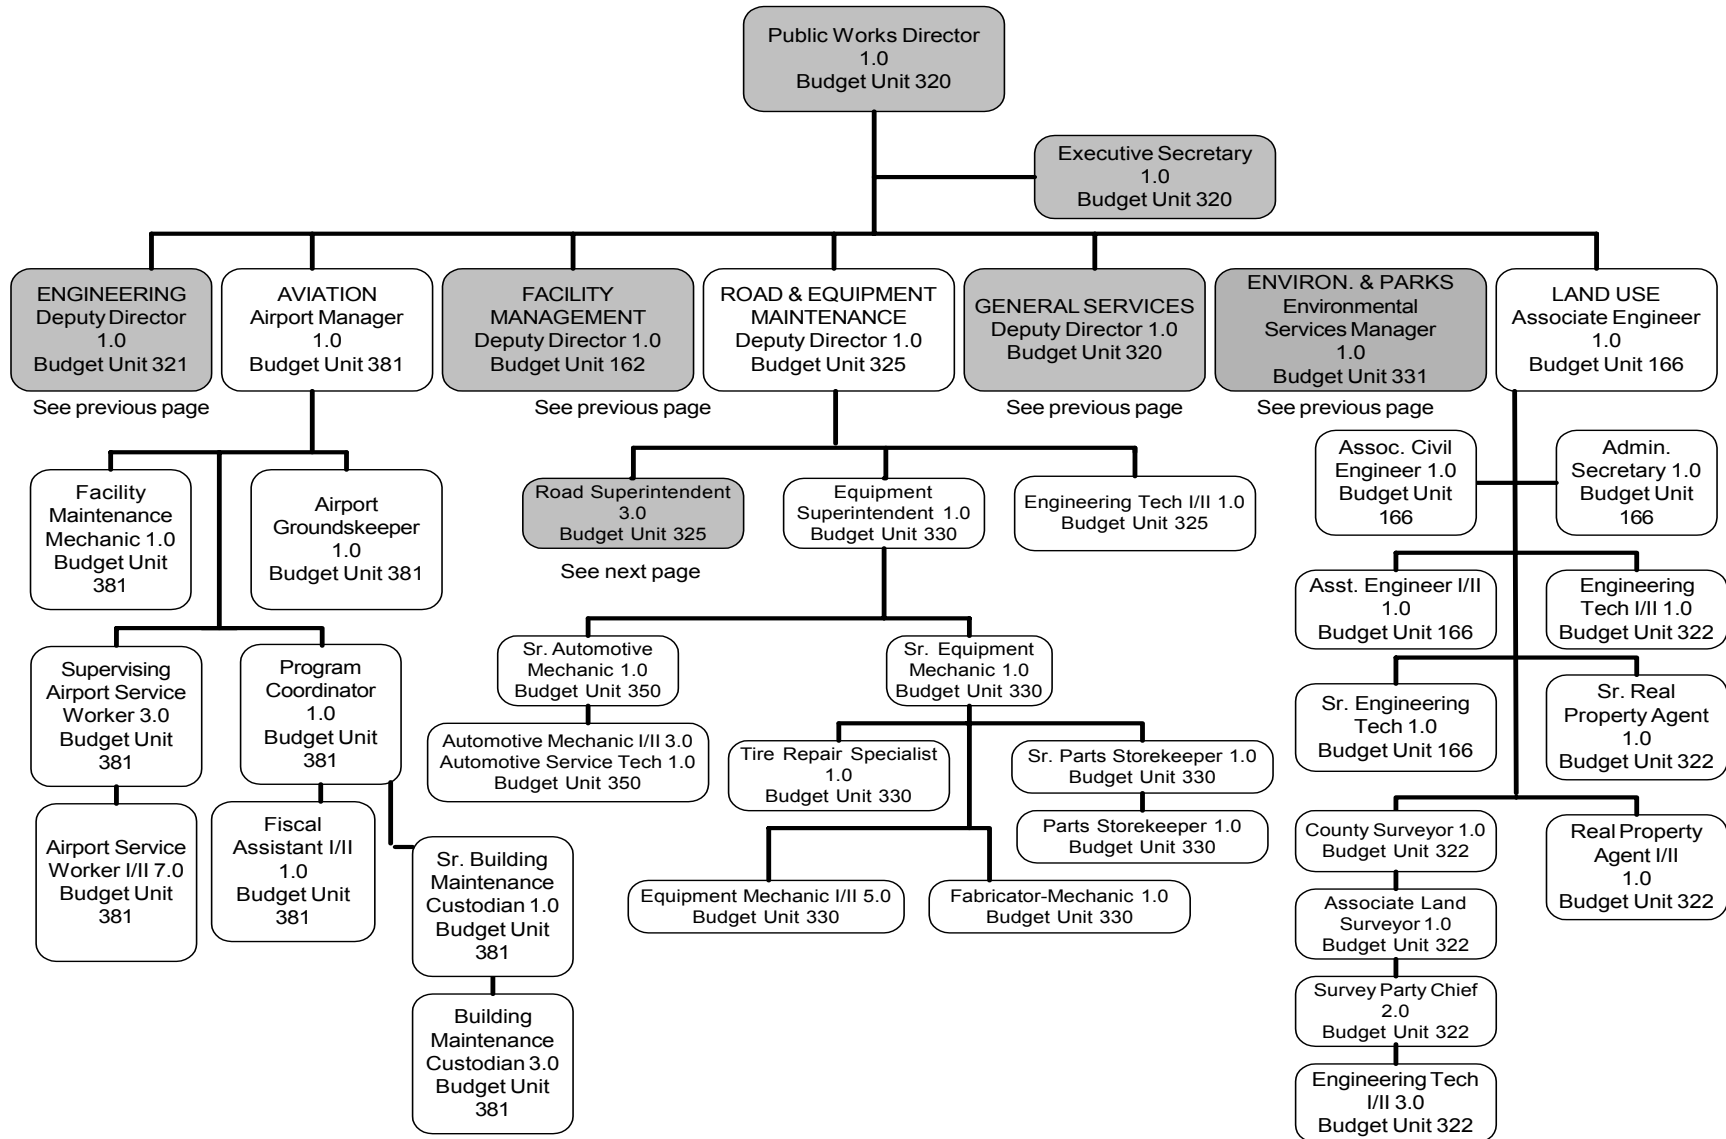 Public Works Director
1.0
Budget Unit 320
Executive Secretary
1.0
Budget Unit 320
ENGINEERING
Deputy Director
1.0
Budget Unit 321
See previous page
AVIATION
Airport Manager
1.0
Budget Unit 381
FACILITY
MANAGEMENT
Deputy Director 1.0
Budget Unit 162
See previous page
ROAD & EQUIPMENT
MAINTENANCE
Deputy Director 1.0
Budget Unit 325
GENERAL SERVICES
Deputy Director 1.0
Budget Unit 320
See previous page
ENVIRON. & PARKS
Environmental
Services Manager
1.0
Budget Unit 331
See previous page
LAND USE
Associate Engineer
1.0
Budget Unit 166
Facility
Maintenance
Mechanic 1.0
Budget Unit
381
Airport
Groundskeeper
1.0
Budget Unit 381
Supervising
Airport Service
Worker 3.0
Budget Unit
381
Program
Coordinator
1.0
Budget Unit
381
Airport Service
Worker I/II 7.0
Budget Unit
381
Fiscal
Assistant I/II
1.0
Budget Unit
381
Sr. Building
Maintenance
Custodian 1.0
Budget Unit
381
Building
Maintenance
Custodian 3.0
Budget Unit
381
Road Superintendent
3.0
Budget Unit 325
See next page
Equipment
Superintendent 1.0
Budget Unit 330
Engineering Tech I/II 1.0
Budget Unit 325
Sr. Automotive
Mechanic 1.0
Budget Unit 350
Sr. Equipment
Mechanic 1.0
Budget Unit 330
Automotive Mechanic I/II 3.0
Automotive Service Tech 1.0
Budget Unit 350
Tire Repair Specialist
1.0
Budget Unit 330
Sr. Parts Storekeeper 1.0
Budget Unit 330
Parts Storekeeper 1.0
Budget Unit 330
Equipment Mechanic I/II 5.0
Budget Unit 330
Fabricator-Mechanic 1.0
Budget Unit 330
Assoc. Civil
Engineer 1.0
Budget Unit
166
Admin.
Secretary 1.0
Budget Unit
166
Asst. Engineer I/II
1.0
Budget Unit 166
Engineering
Tech I/II 1.0
Budget Unit 322
Sr. Engineering
Tech 1.0
Budget Unit 166
Sr. Real
Property Agent
1.0
Budget Unit 322
County Surveyor 1.0
Budget Unit 322
Real Property
Agent I/II
1.0
Budget Unit 322
Associate Land
Surveyor 1.0
Budget Unit 322
Survey Party Chief
2.0
Budget Unit 322
Engineering Tech
I/II 3.0
Budget Unit 322